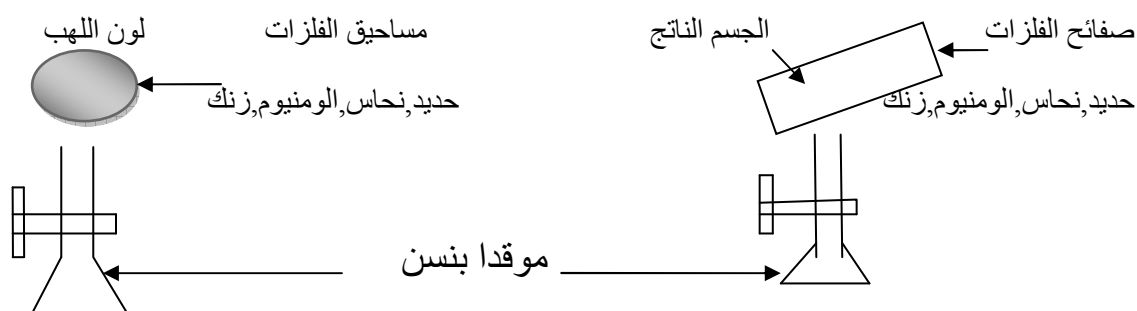 صفائح الفلزات
الجسم الناتج
مساحيق الفلزات
لون اللهب
حديد,نحاس,الومنيوم,زنك
حديد,نحاس,الومنيوم,زنك
موقدا بنسن